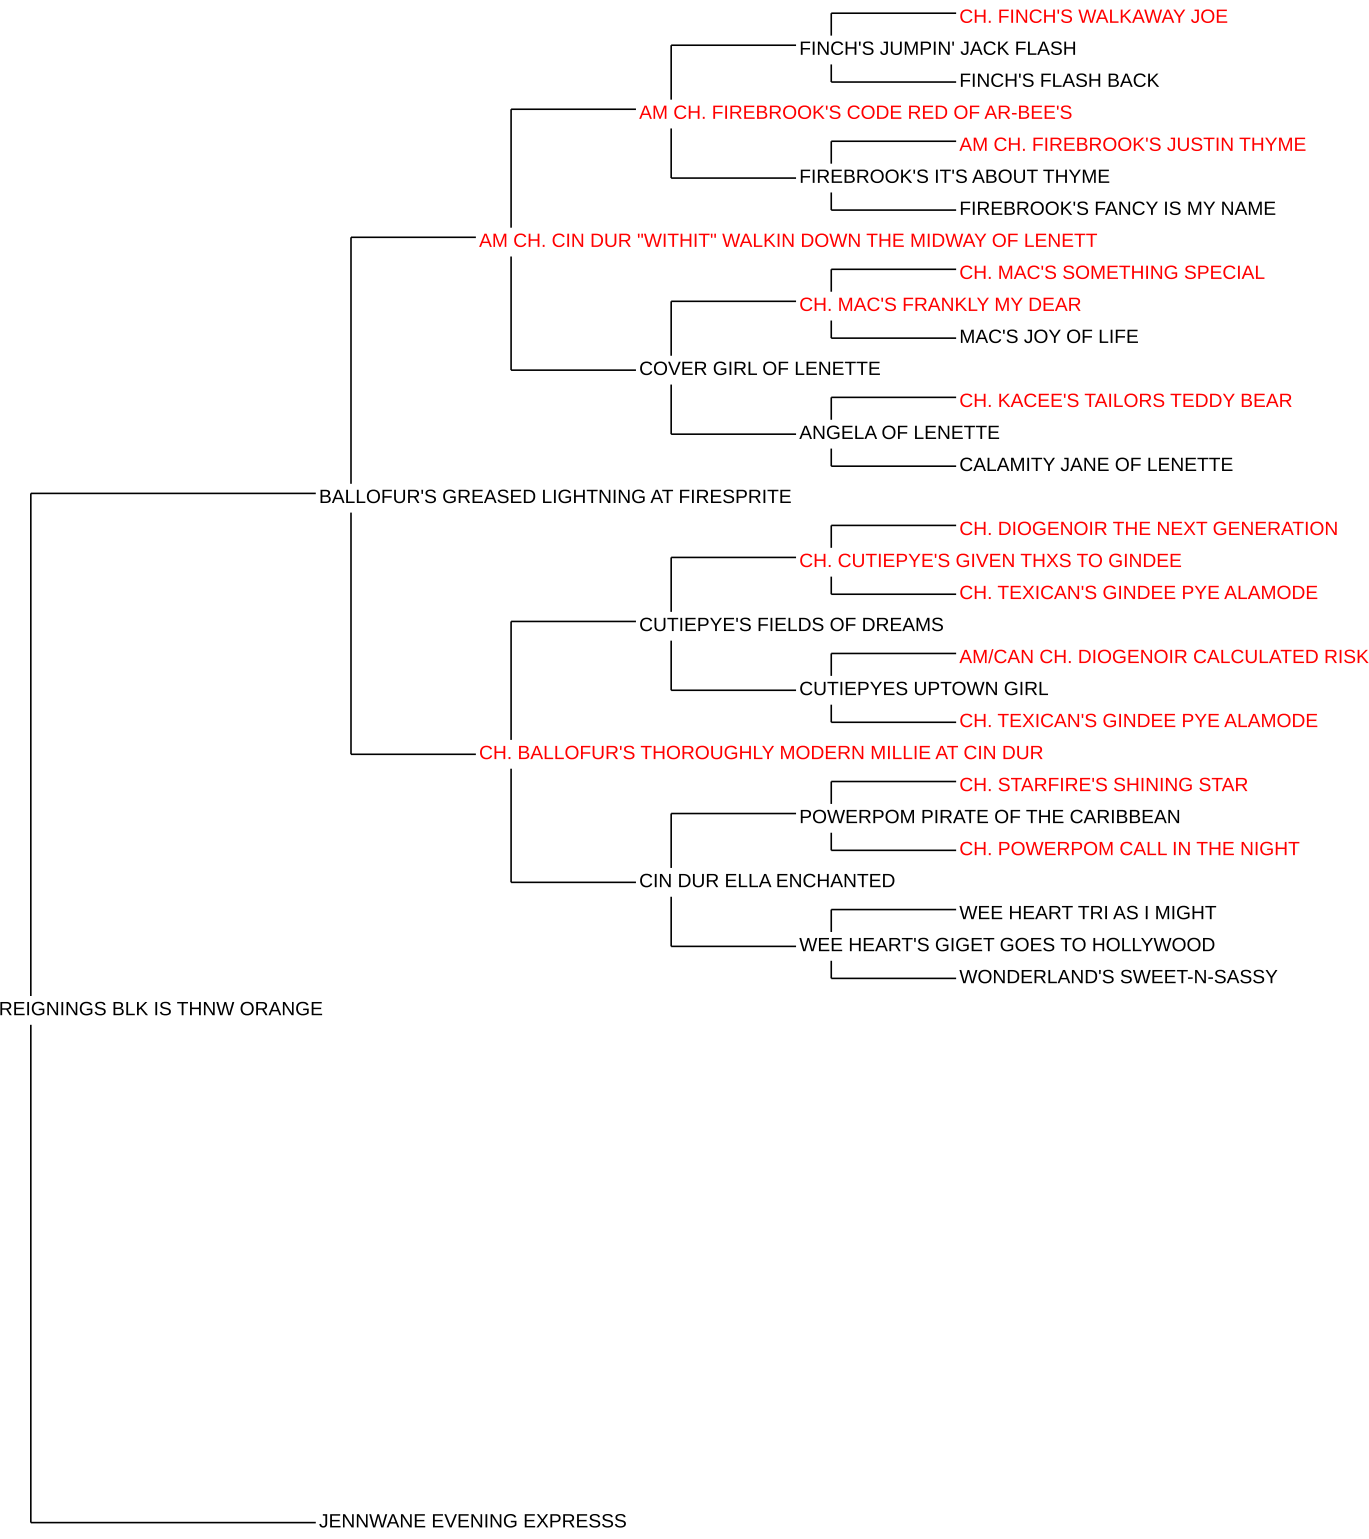 CH. FINCH'S WALKAWAY JOE
FINCH'S JUMPIN' JACK FLASH
FINCH'S FLASH BACK
AM CH. FIREBROOK'S CODE RED OF AR-BEE'S
AM CH. FIREBROOK'S JUSTIN THYME
FIREBROOK'S IT'S ABOUT THYME
FIREBROOK'S FANCY IS MY NAME
AM CH. CIN DUR "WITHIT" WALKIN DOWN THE MIDWAY OF LENETT
CH. MAC'S SOMETHING SPECIAL
CH. MAC'S FRANKLY MY DEAR
MAC'S JOY OF LIFE
COVER GIRL OF LENETTE
CH. KACEE'S TAILORS TEDDY BEAR
ANGELA OF LENETTE
CALAMITY JANE OF LENETTE
BALLOFUR'S GREASED LIGHTNING AT FIRESPRITE
CH. DIOGENOIR THE NEXT GENERATION
CH. CUTIEPYE'S GIVEN THXS TO GINDEE
CH. TEXICAN'S GINDEE PYE ALAMODE
CUTIEPYE'S FIELDS OF DREAMS
AM/CAN CH. DIOGENOIR CALCULATED RISK
CUTIEPYES UPTOWN GIRL
CH. TEXICAN'S GINDEE PYE ALAMODE
CH. BALLOFUR'S THOROUGHLY MODERN MILLIE AT CIN DUR
CH. STARFIRE'S SHINING STAR
POWERPOM PIRATE OF THE CARIBBEAN
CH. POWERPOM CALL IN THE NIGHT
CIN DUR ELLA ENCHANTED
WEE HEART TRI AS I MIGHT
WEE HEART'S GIGET GOES TO HOLLYWOOD
WONDERLAND'S SWEET-N-SASSY
REIGNINGS BLK IS THNW ORANGE
JENNWANE EVENING EXPRESSS